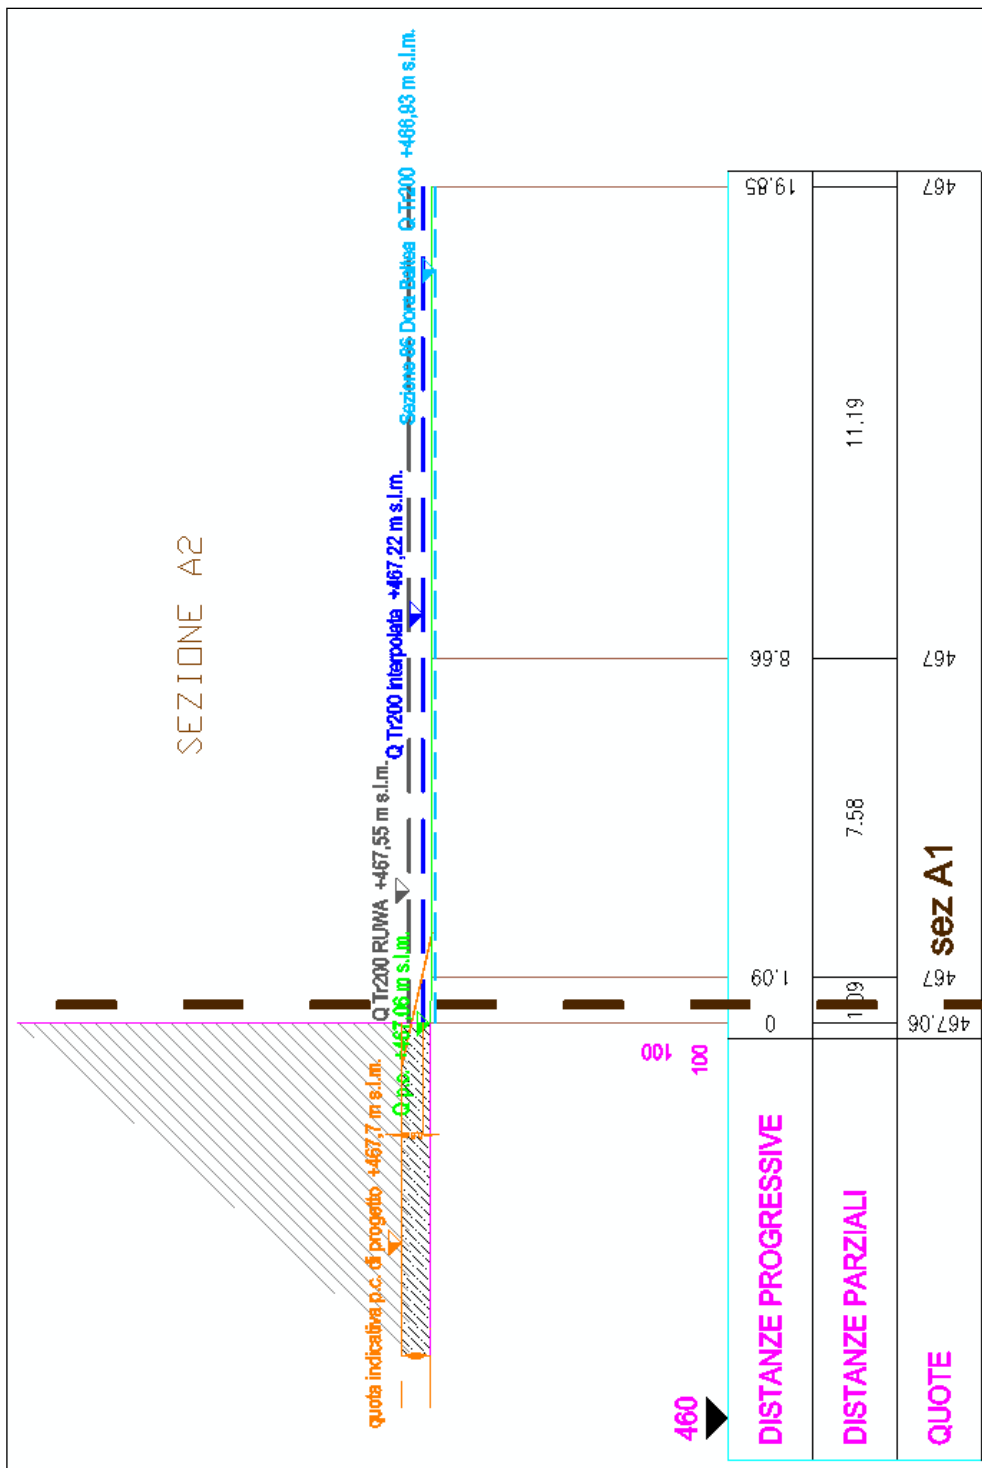 SEZIONE A2
Sezione 86 Dora Baltea Q Tr200 +466,93 m s.l.m.
Q Tr200 interpolata +467,22 m s.l.m.
Q Tr200 RUWA +467,55 m s.l.m.
Q p.c. +467,06 m s.l.m.
quota indicativa p.c. di progetto +467,7 m s.l.m.
sez A1
100
100
460
DISTANZE PROGRESSIVE 0 1.09 8.66 19.85
DISTANZE PARZIALI 1.09 7.58 11.19
QUOTE 467.06 467 467 467